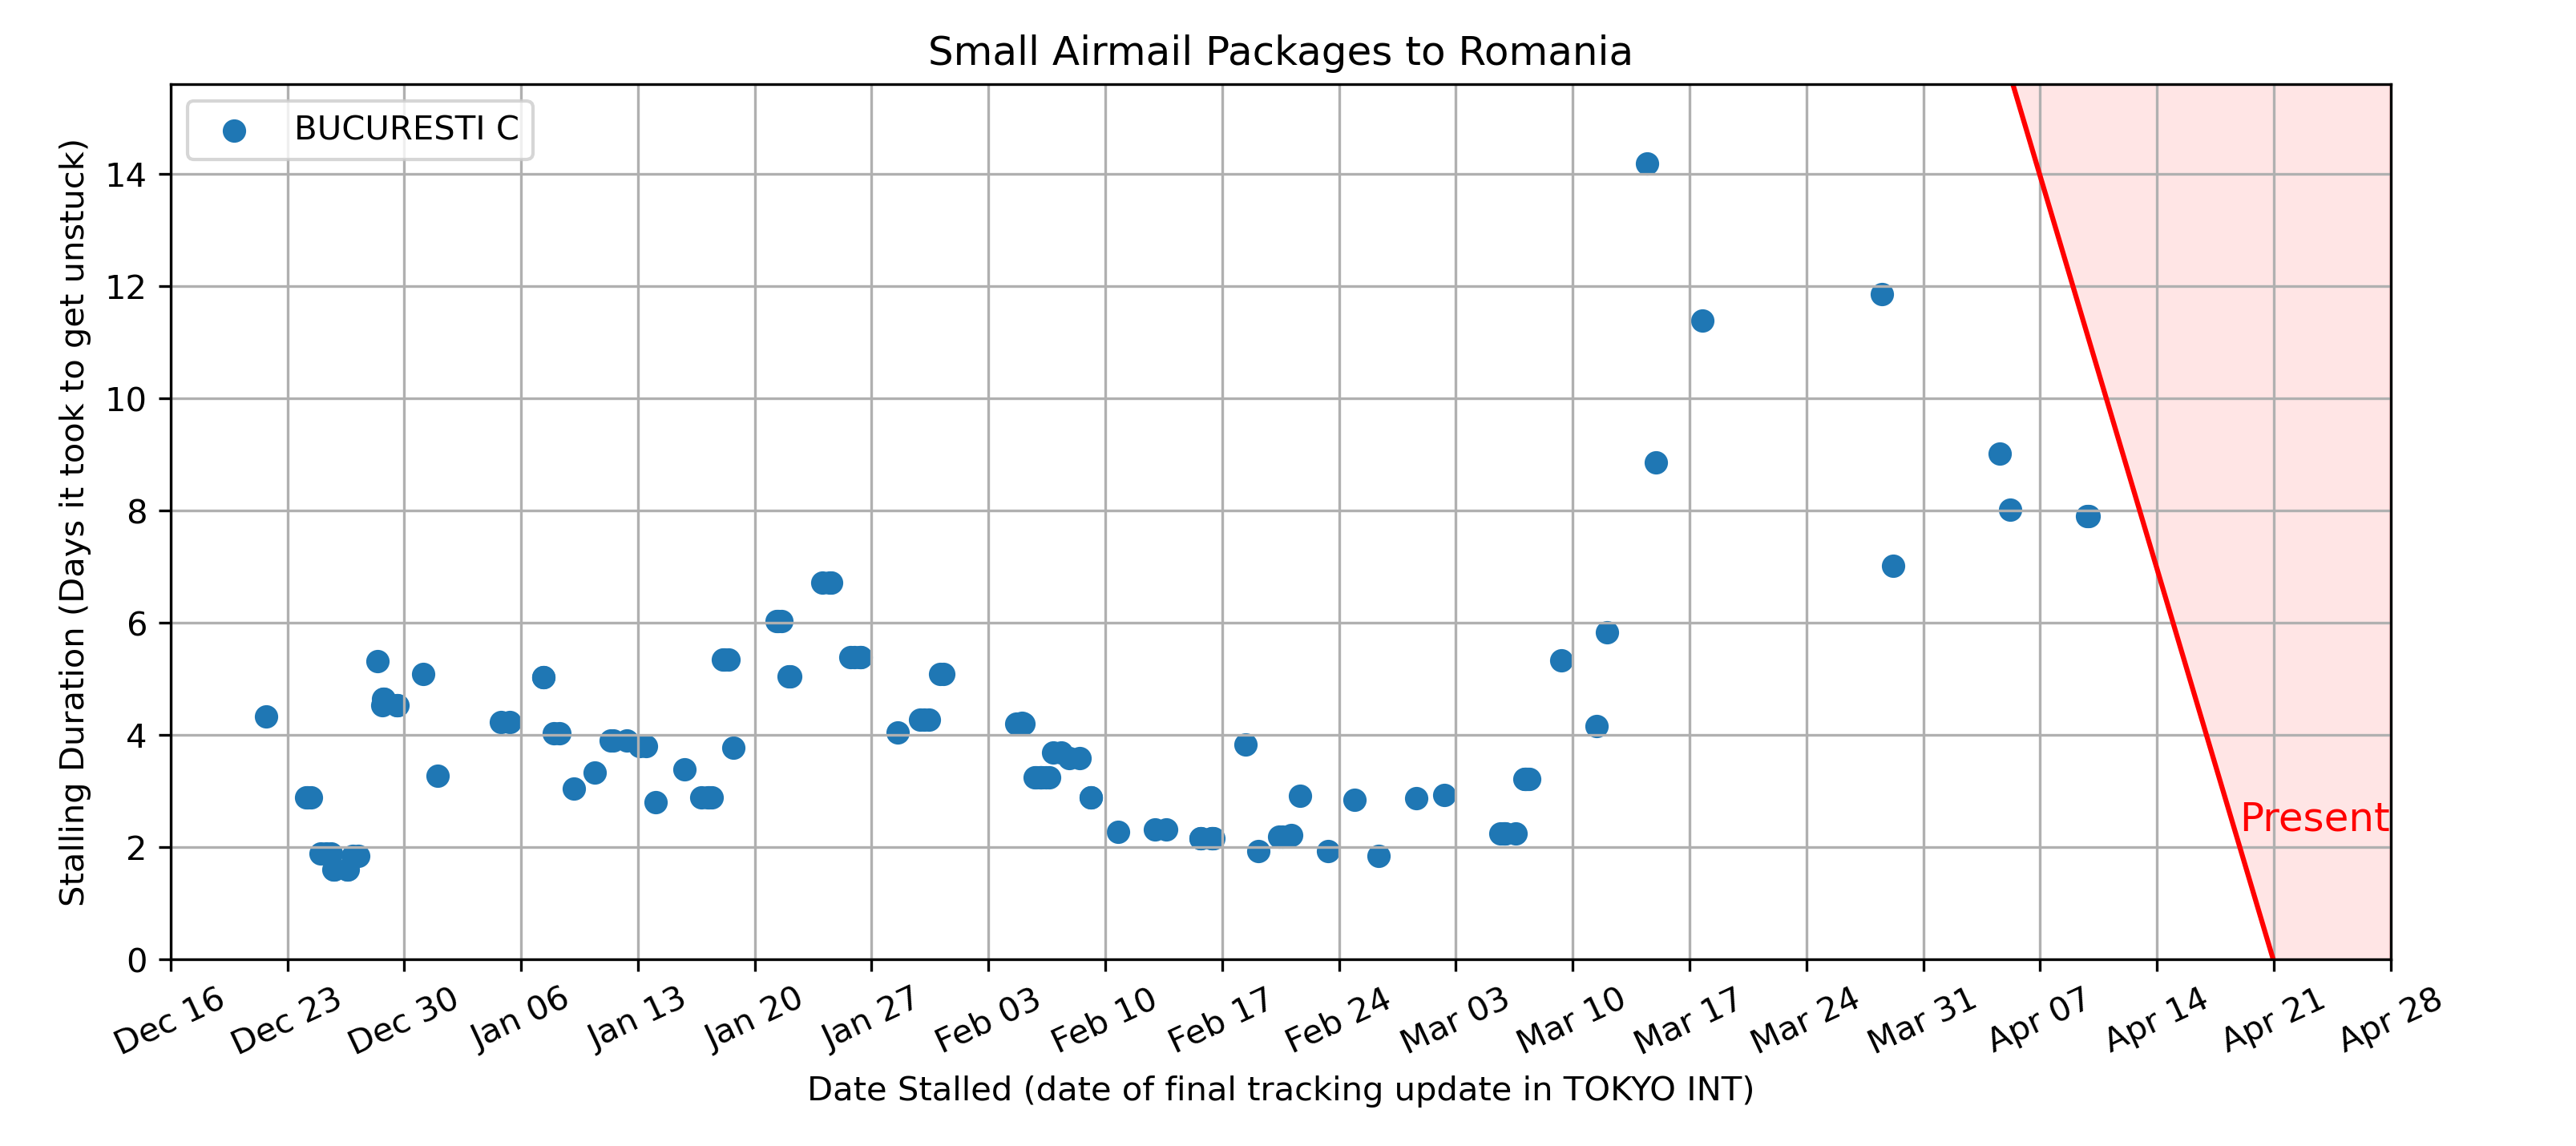 Small Airmail Packages to Romania
BUCURESTI C
Stalling Duration (Days it took to get unstuck)
14
12
10
8
6
4
2
0
Present
Dec 16
Dec 23
Dec 30
Jan 06
Jan 13
Jan 20
Jan 27
Feb 03
Feb 10
Feb 17
Feb 24
Mar 03
Mar 10
Mar 17
Mar 24
Mar 31
Apr 07
Apr 14
Apr 21
Apr 28
Date Stalled (date of final tracking update in TOKYO INT)